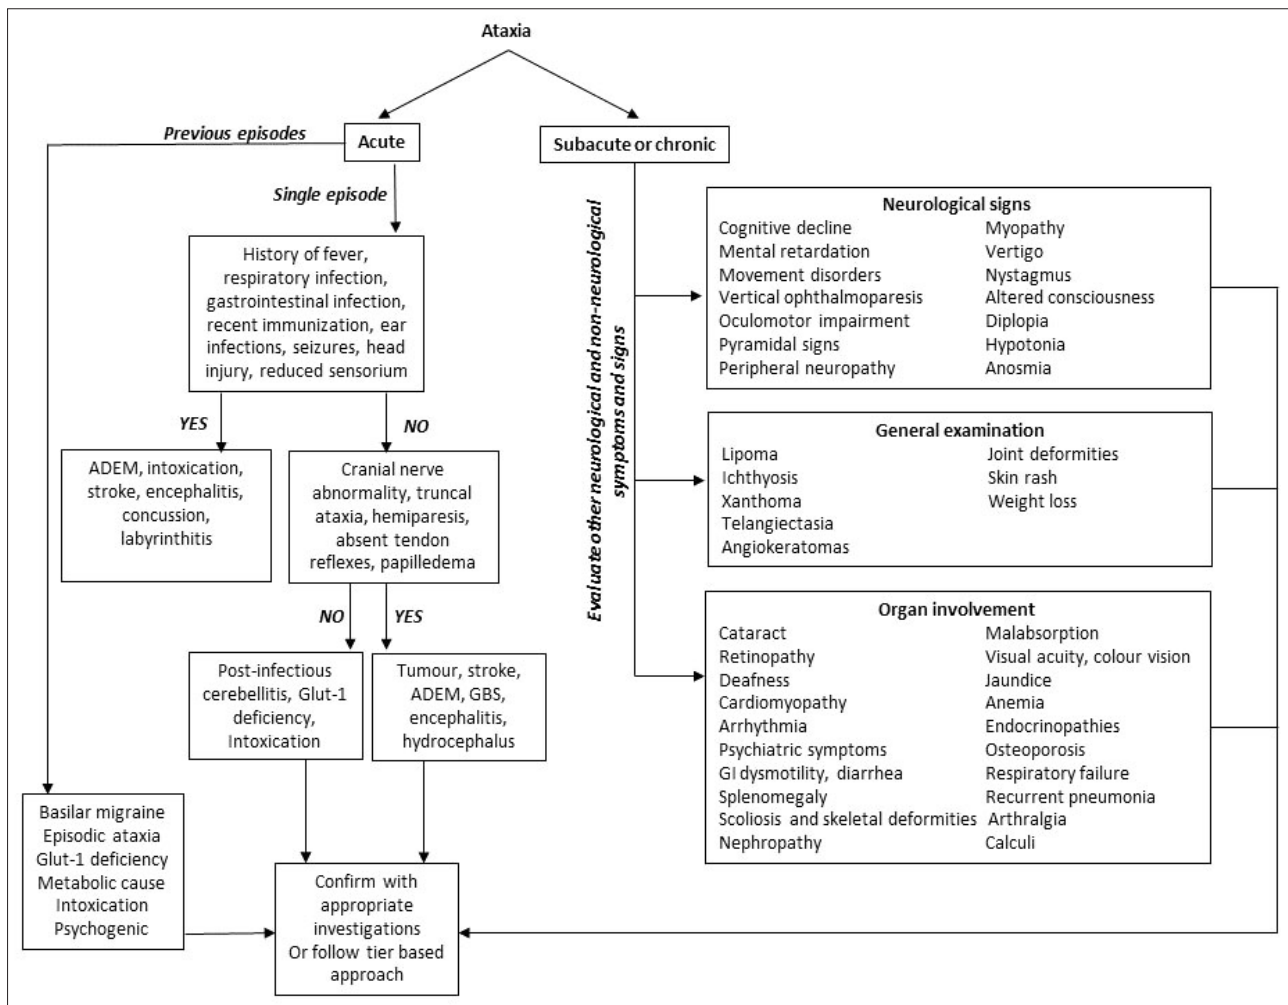 Ataxia
Previous episodes
Acute
Subacute or chronic
Single episode
History of fever,
respiratory infection,
gastrointestinal infection,
recent immunization, ear
infections, seizures, head
injury, reduced sensorium
YES
NO
ADEM, intoxication,
stroke, encephalitis,
concussion,
labyrinthitis
Cranial nerve
abnormality, truncal
ataxia, hemiparesis,
absent tendon
reflexes, papilledema
NO
YES
Post-infectious
cerebellitis, Glut-1
deficiency,
Intoxication
Tumour, stroke,
ADEM, GBS,
encephalitis,
hydrocephalus
Basilar migraine
Episodic ataxia
Glut-1 deficiency
Metabolic cause
Intoxication
Psychogenic
Confirm with
appropriate
investigations
Or follow tier based
approach
Evaluate other neurological and non-neurological
symptoms and signs
Neurological signs
Cognitive decline
Mental retardation
Movement disorders
Vertical ophthalmoparesis
Oculomotor impairment
Pyramidal signs
Peripheral neuropathy
Myopathy
Vertigo
Nystagmus
Altered consciousness
Diplopia
Hypotonia
Anosmia
General examination
Lipoma
Ichthyosis
Xanthoma
Telangiectasia
Angiokeratomas
Joint deformities
Skin rash
Weight loss
Organ involvement
Cataract
Retinopathy
Deafness
Cardiomyopathy
Arrhythmia
Psychiatric symptoms
GI dysmotility, diarrhea
Splenomegaly
Scoliosis and skeletal deformities
Nephropathy
Malabsorption
Visual acuity, colour vision
Jaundice
Anemia
Endocrinopathies
Osteoporosis
Respiratory failure
Recurrent pneumonia
Arthralgia
Calculi